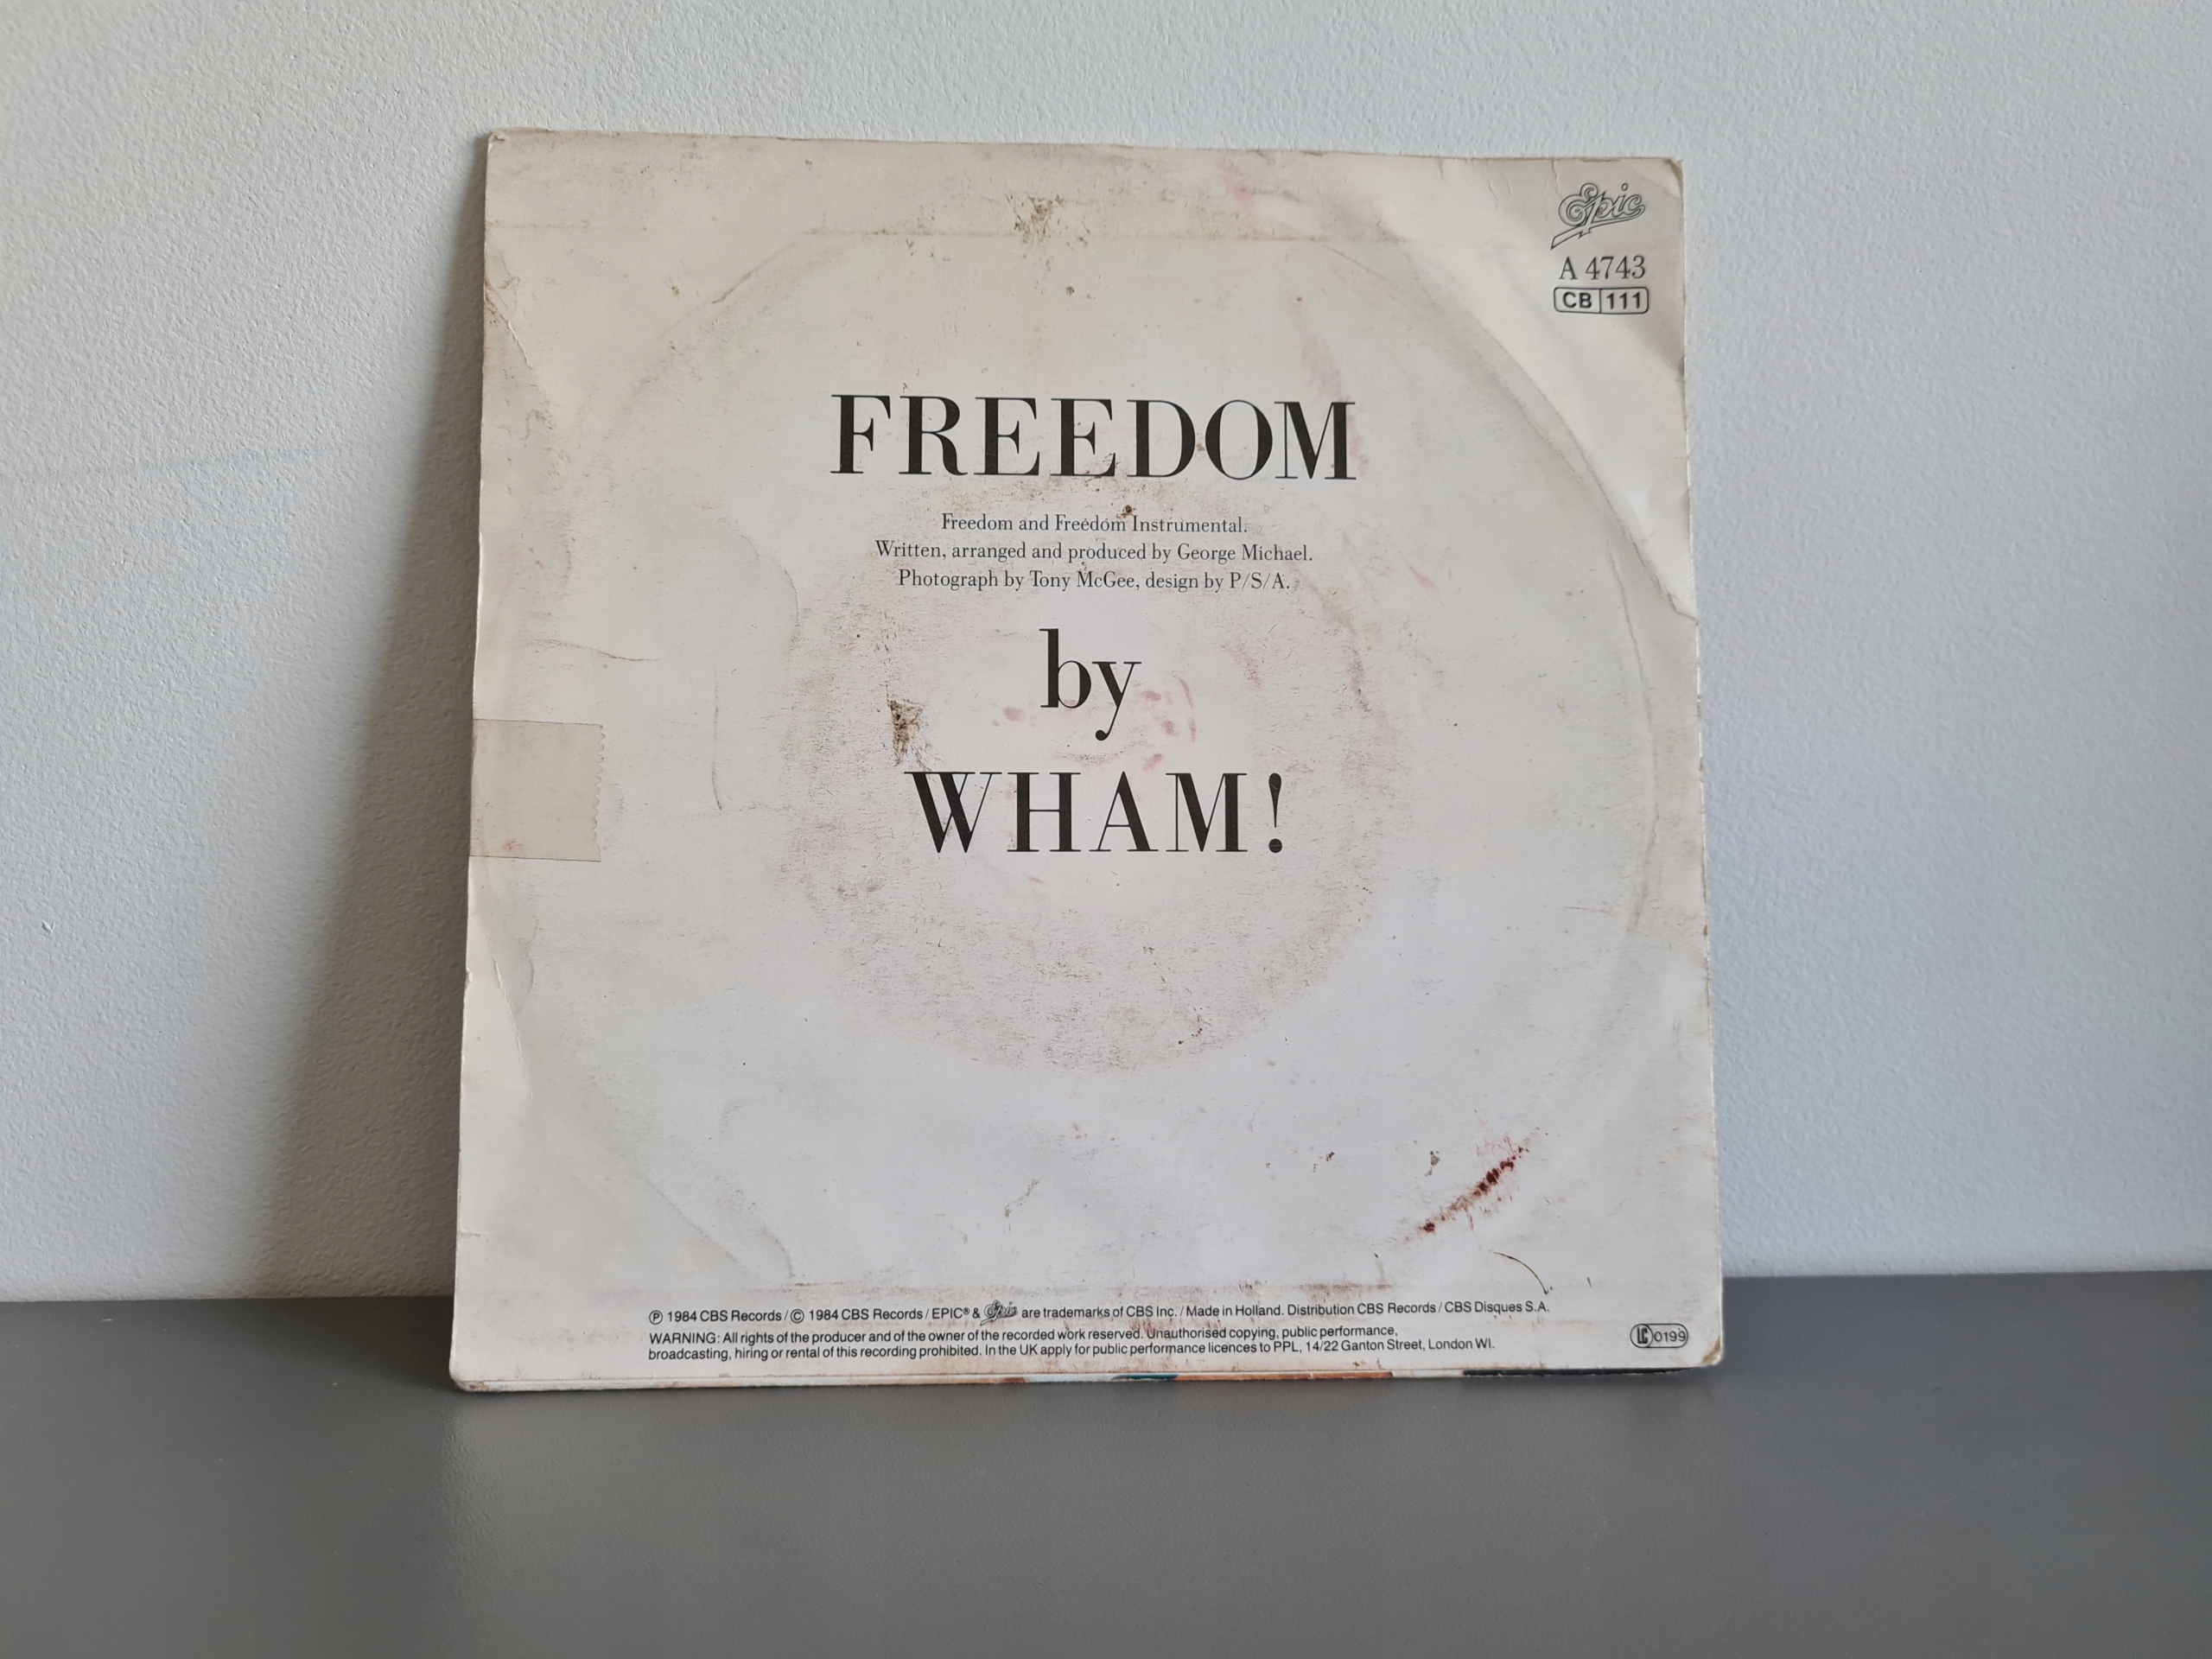 Epic
A 4743
CB 111
FREEDOM
Freedom and Freedom Instrumental.
Written, arranged and produced by George Michael.
Photograph by Tony McGee, design by P/S/A.
by
WHAM!
Ⓟ 1984 CBS Records / © 1984 CBS Records / EPIC® & Epic are trademarks of CBS Inc. / Made in Holland. Distribution CBS Records / CBS Disques S.A.
WARNING: All rights of the producer and of the owner of the recorded work reserved. Unauthorised copying, public performance,
broadcasting, hiring or rental of this recording prohibited. In the UK apply for public performance licences to PPL, 14/22 Ganton Street, London WI.
LC 0199